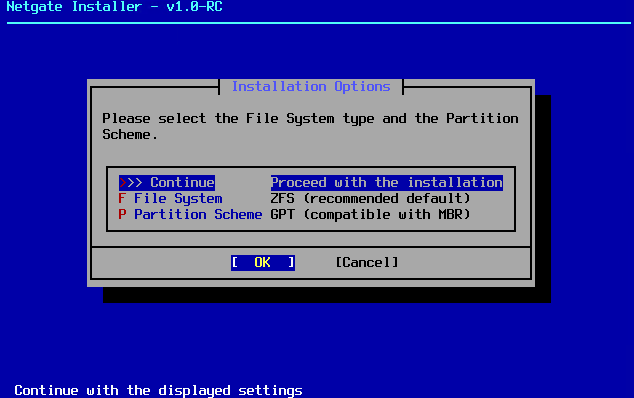 Netgate Installer - v1.0-RC
Installation Options
Please select the File System type and the Partition
Scheme.
>>> Continue Proceed with the installation
F File System ZFS (recommended default)
P Partition Scheme GPT (compatible with MBR)
[ OK ] [Cancel]
Continue with the displayed settings